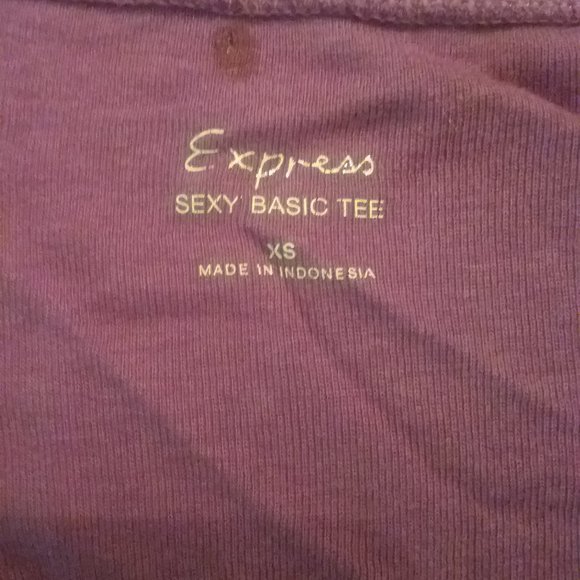 Express
SEXY BASIC TEE
XS
MADE IN INDONESIA